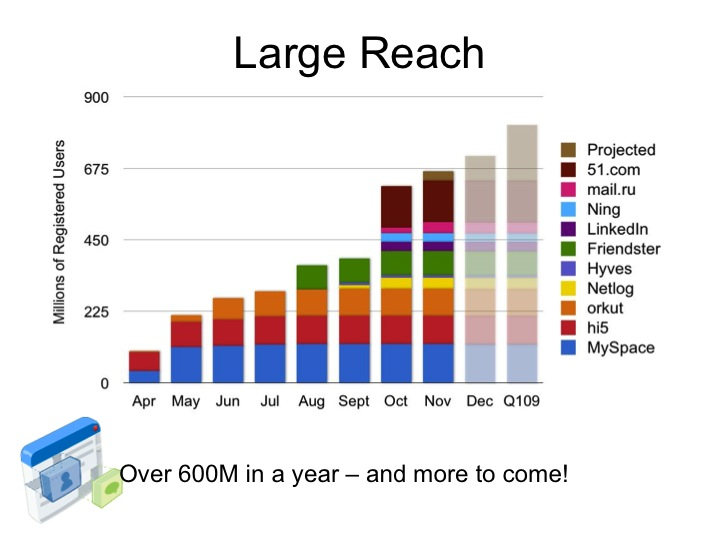 Large Reach
900
675
450
225
0
Millions of Registered Users
Apr May Jun Jul Aug Sept Oct Nov Dec Q109
Projected
51.com
mail.ru
Ning
LinkedIn
Friendster
Hyves
Netlog
orkut
hi5
MySpace
Over 600M in a year – and more to come!